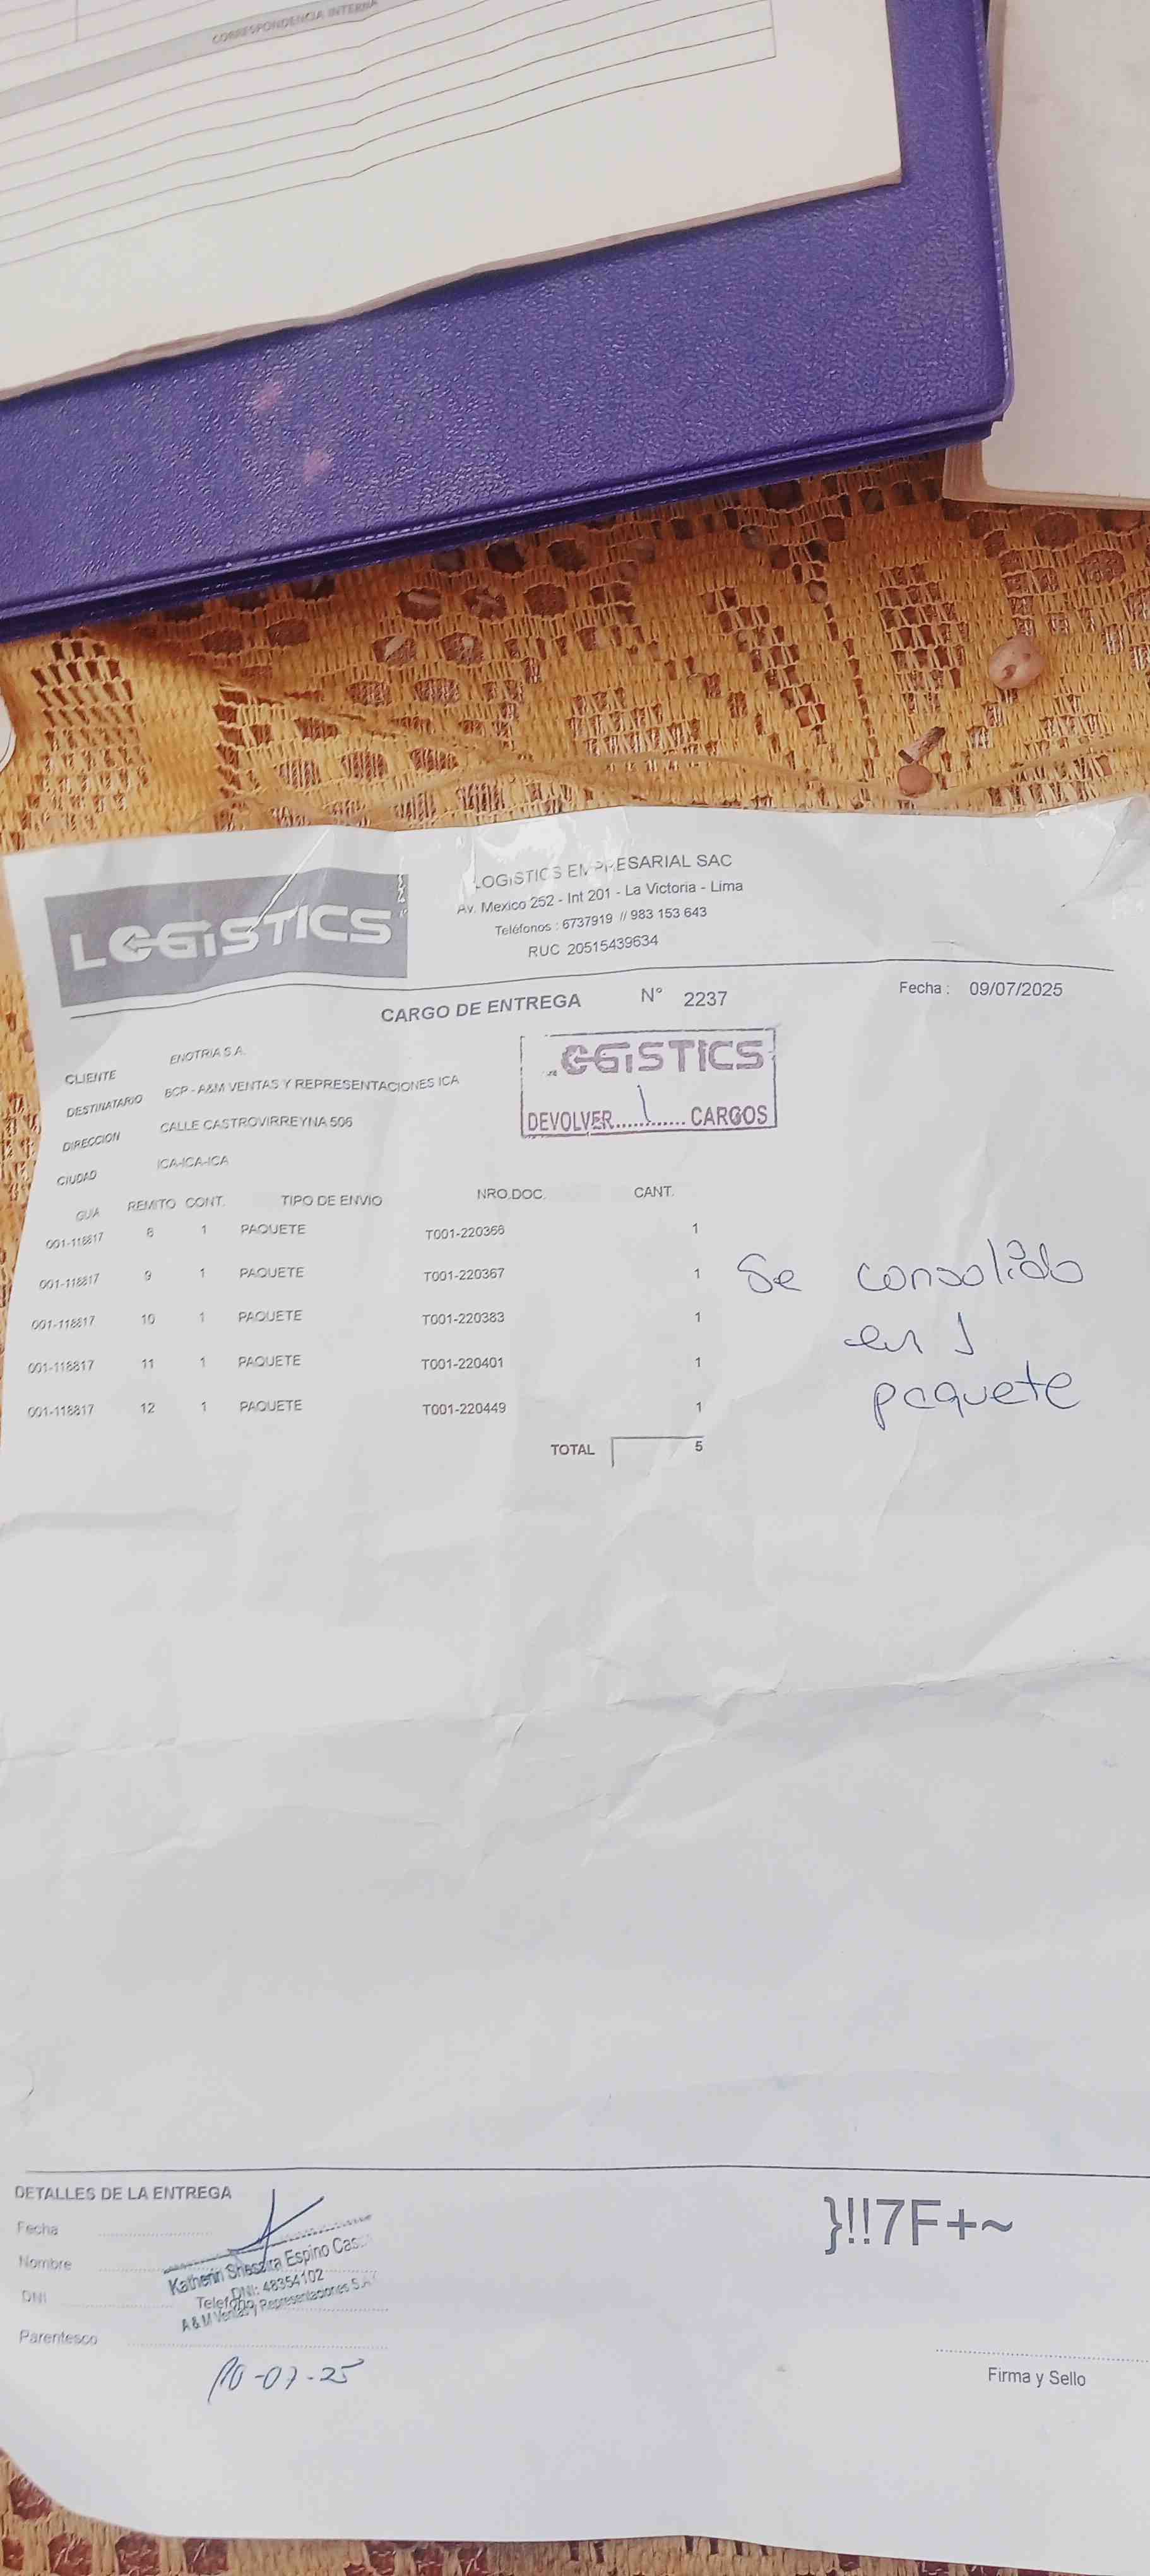 CORRESPONDENCIA INTERNA
LOGISTICS
LOGISTICS EMPRESARIAL SAC
Av. Mexico 252 - Int 201 - La Victoria - Lima
Teléfonos : 6737919 // 983 153 643
RUC 20515439634
CARGO DE ENTREGA N° 2237
Fecha : 09/07/2025
CLIENTE ENOTRIA S.A.
DESTINATARIO BCP - A&M VENTAS Y REPRESENTACIONES ICA
DIRECCION CALLE CASTROVIRREYNA 506
CIUDAD ICA-ICA-ICA
LOGISTICS
DEVOLVER....1....... CARGOS
GUIA REMITO CONT. TIPO DE ENVIO NRO.DOC. CANT.
001-118817 8 1 PAQUETE T001-220366 1
001-118817 9 1 PAQUETE T001-220367 1
001-118817 10 1 PAQUETE T001-220383 1
001-118817 11 1 PAQUETE T001-220401 1
001-118817 12 1 PAQUETE T001-220449 1
TOTAL 5
Se consolido
en 1
paquete
DETALLES DE LA ENTREGA
Fecha
Nombre
DNI
Parentesco
Katherin Espino
DNI: 48354102
Telefono
A & M Ventas y Representaciones S.A.
10-07-25
}!!7F+~
Firma y Sello